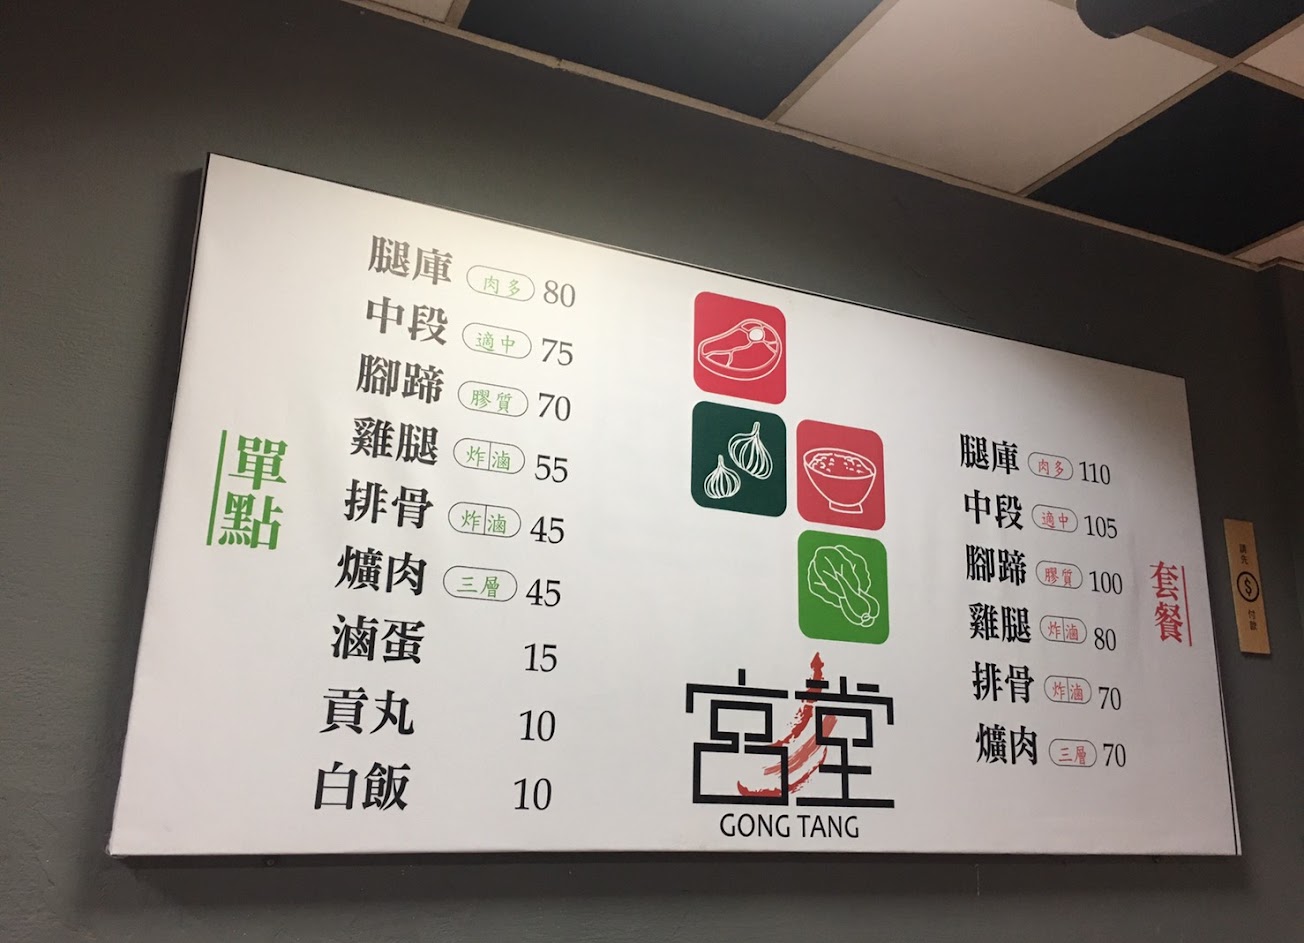 單點
腿庫 肉多 80
中段 適中 75
腳蹄 膠質 70
雞腿 炸滷 55
排骨 炸滷 45
爌肉 三層 45
滷蛋 15
貢丸 10
白飯 10
宮堂
GONG TANG
套餐
腿庫 肉多 110
中段 適中 105
腳蹄 膠質 100
雞腿 炸滷 80
排骨 炸滷 70
爌肉 三層 70
請先
$
付款